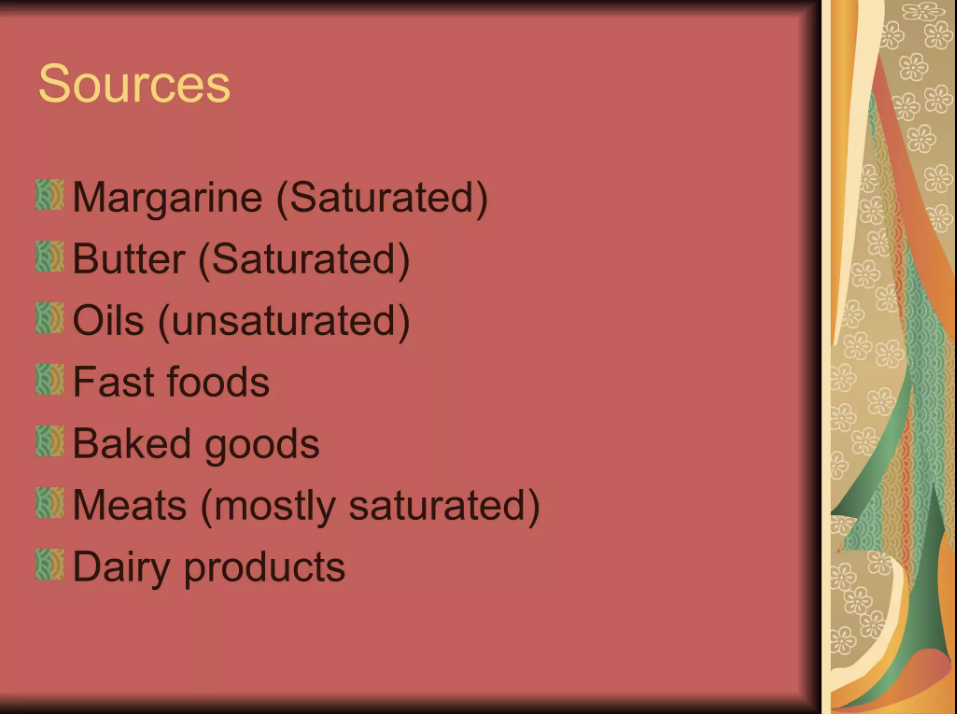 Sources
Margarine (Saturated)
Butter (Saturated)
Oils (unsaturated)
Fast foods
Baked goods
Meats (mostly saturated)
Dairy products